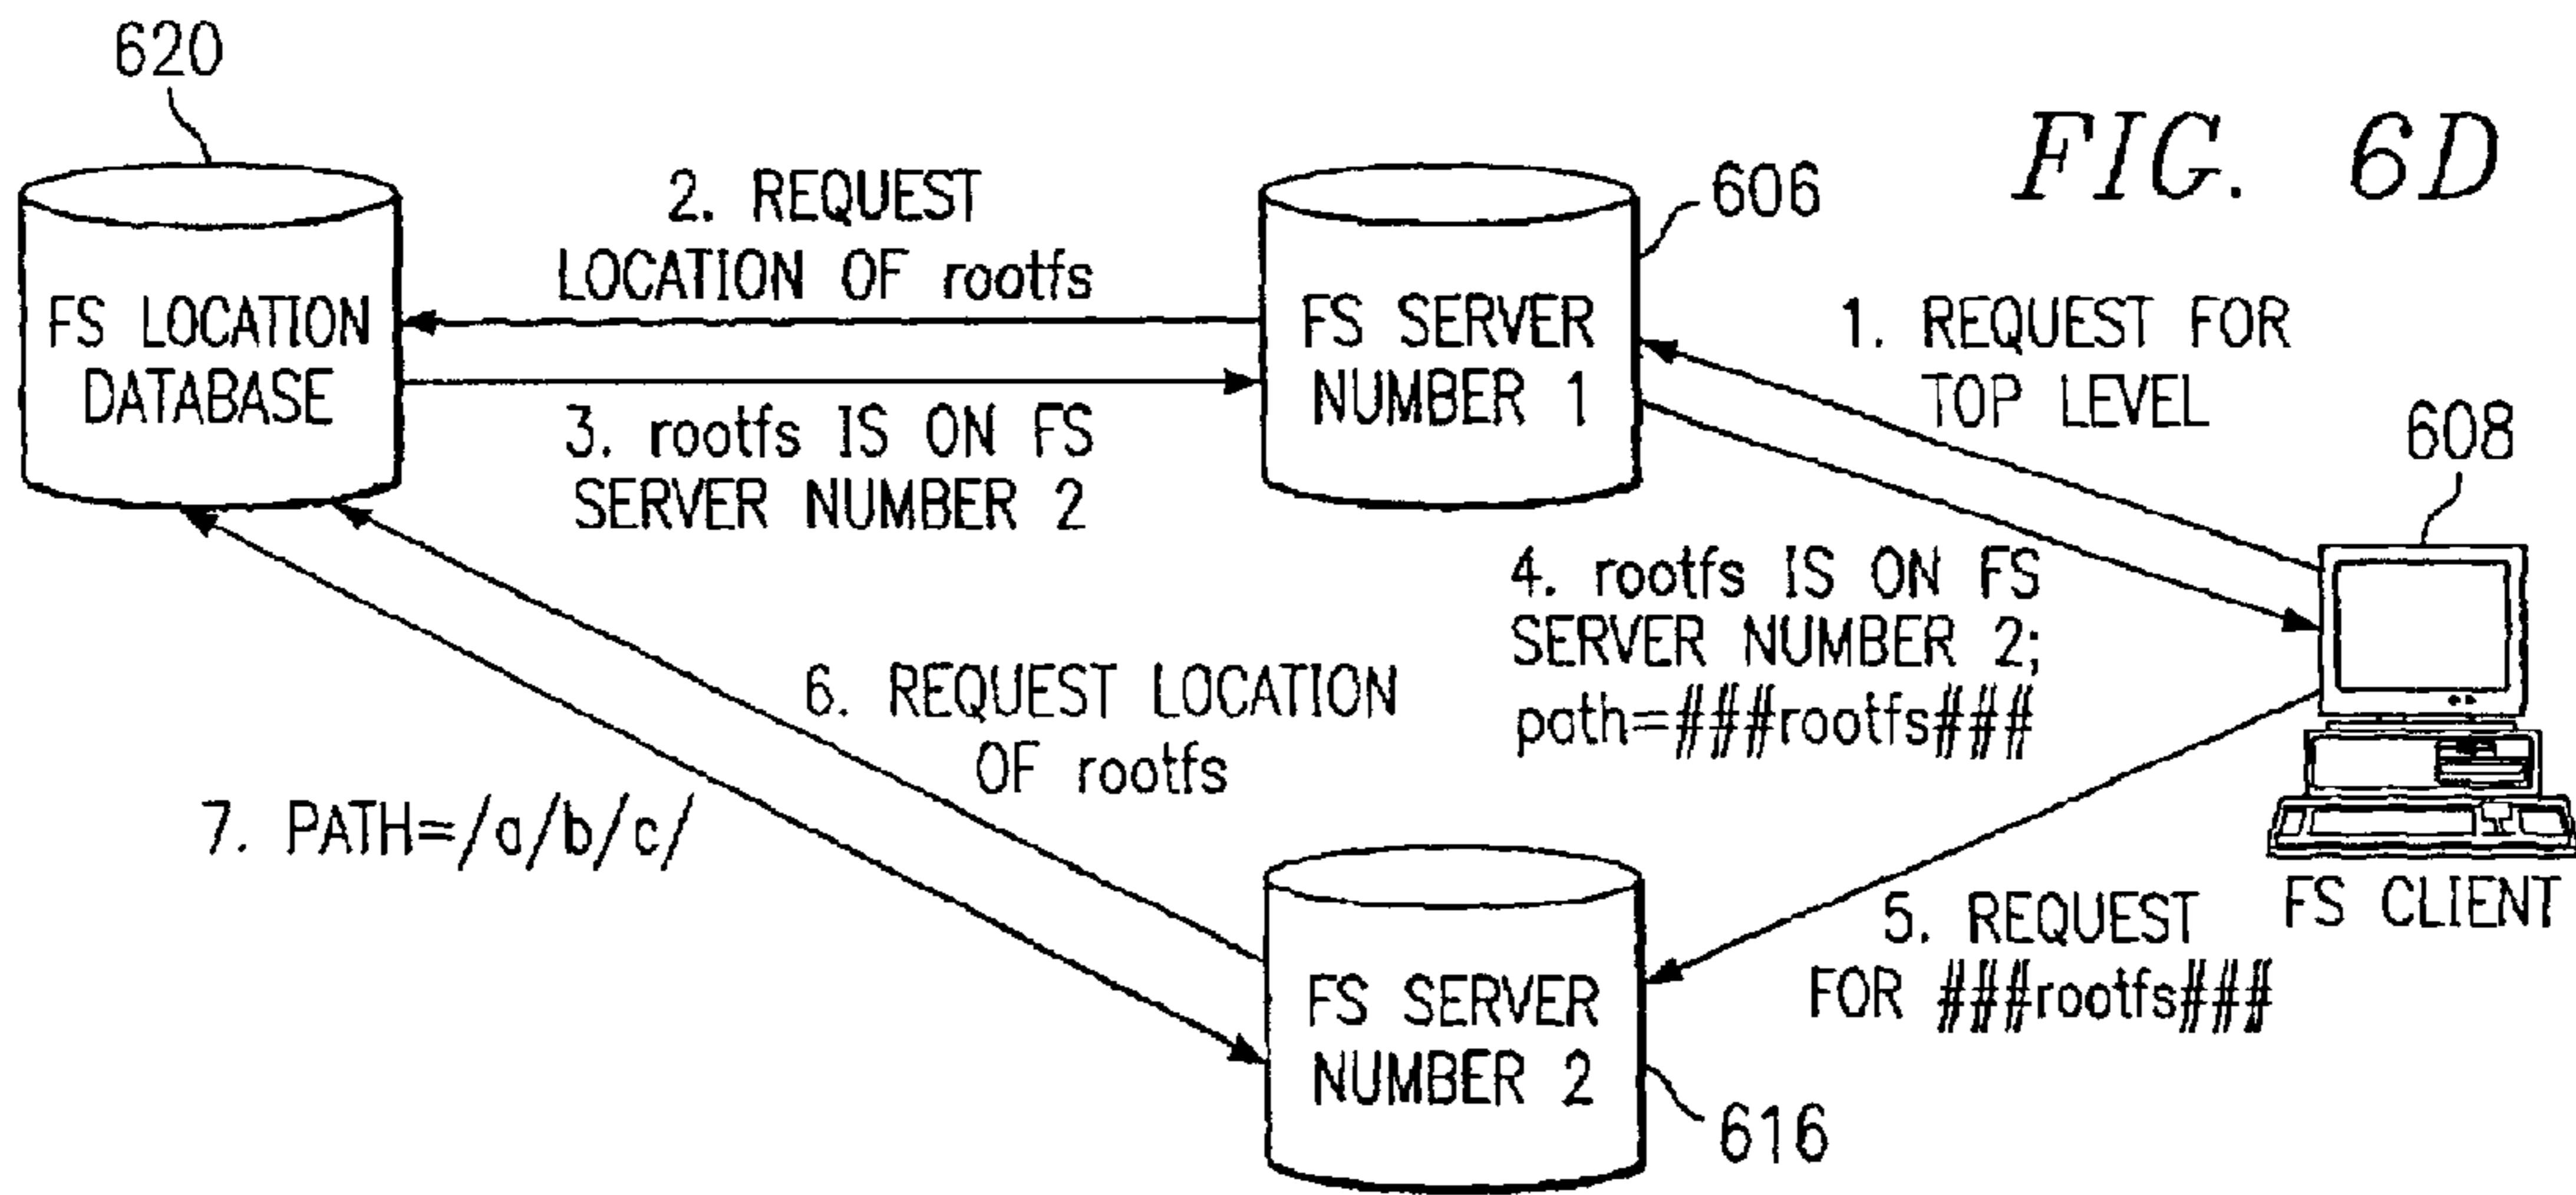 620
FIG. 6D
2. REQUEST
LOCATION OF rootfs
606
FS LOCATION
DATABASE
FS SERVER
NUMBER 1
1. REQUEST FOR
TOP LEVEL
3. rootfs IS ON FS
SERVER NUMBER 2
608
4. rootfs IS ON FS
SERVER NUMBER 2;
path=###rootfs###
6. REQUEST LOCATION
OF rootfs
7. PATH=/a/b/c/
FS CLIENT
5. REQUEST
FOR ###rootfs###
FS SERVER
NUMBER 2
616